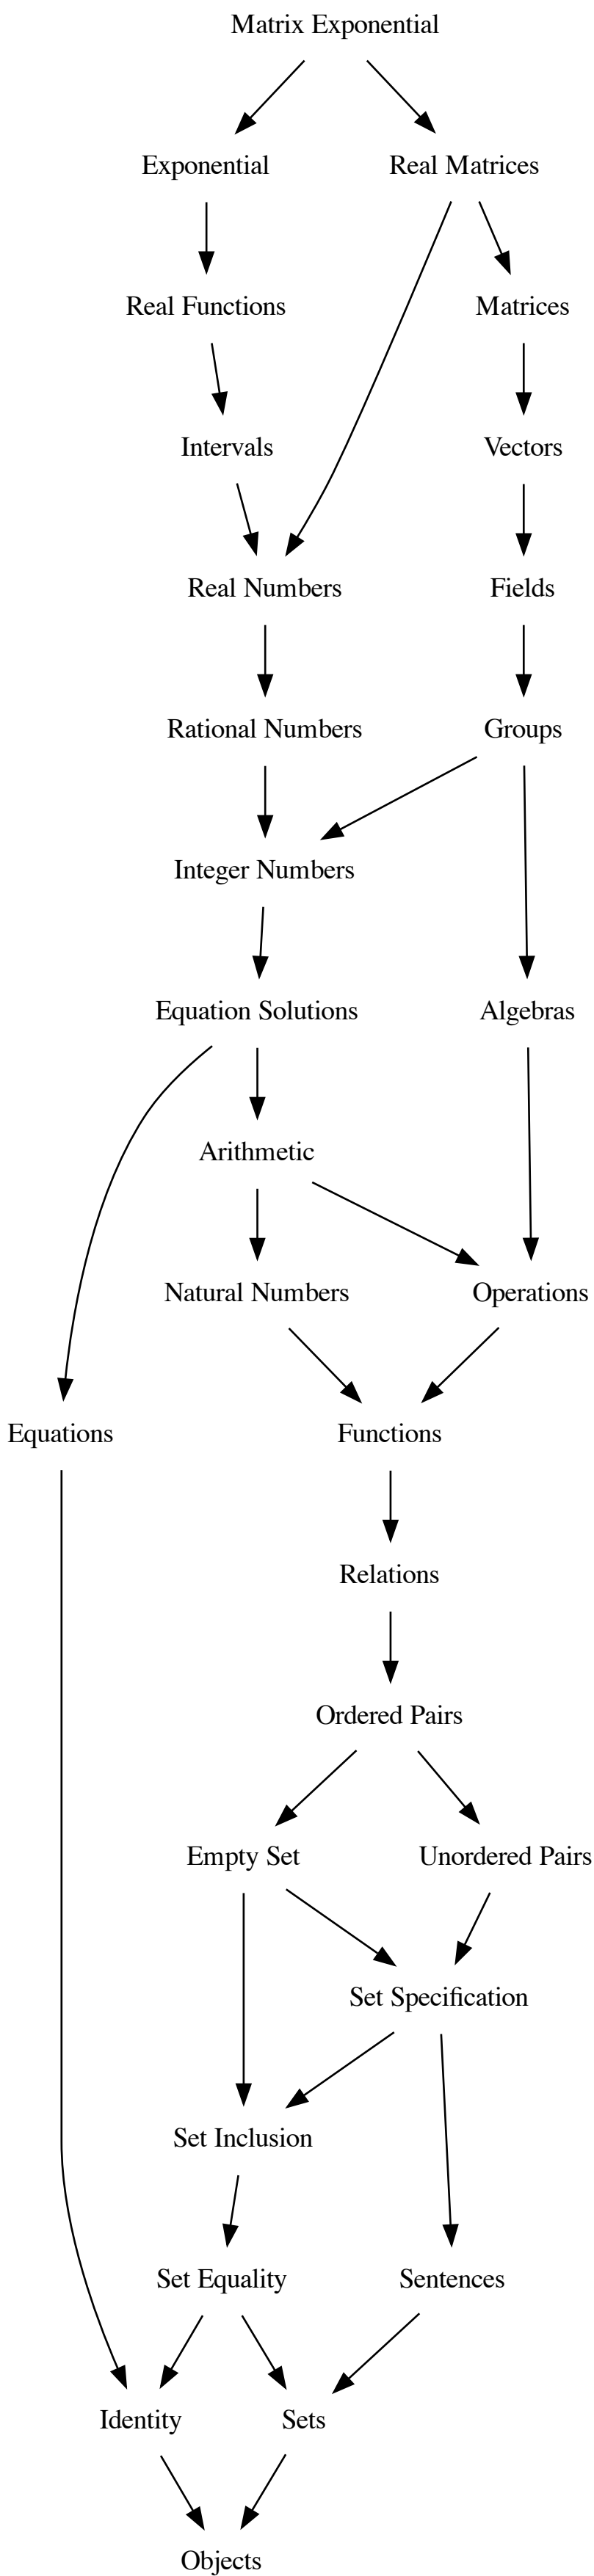 Matrix Exponential
Exponential
Real Matrices
Real Functions
Matrices
Intervals
Vectors
Real Numbers
Fields
Rational Numbers
Groups
Integer Numbers
Equation Solutions
Algebras
Arithmetic
Natural Numbers
Operations
Equations
Functions
Relations
Ordered Pairs
Empty Set
Unordered Pairs
Set Specification
Set Inclusion
Set Equality
Sentences
Identity
Sets
Objects